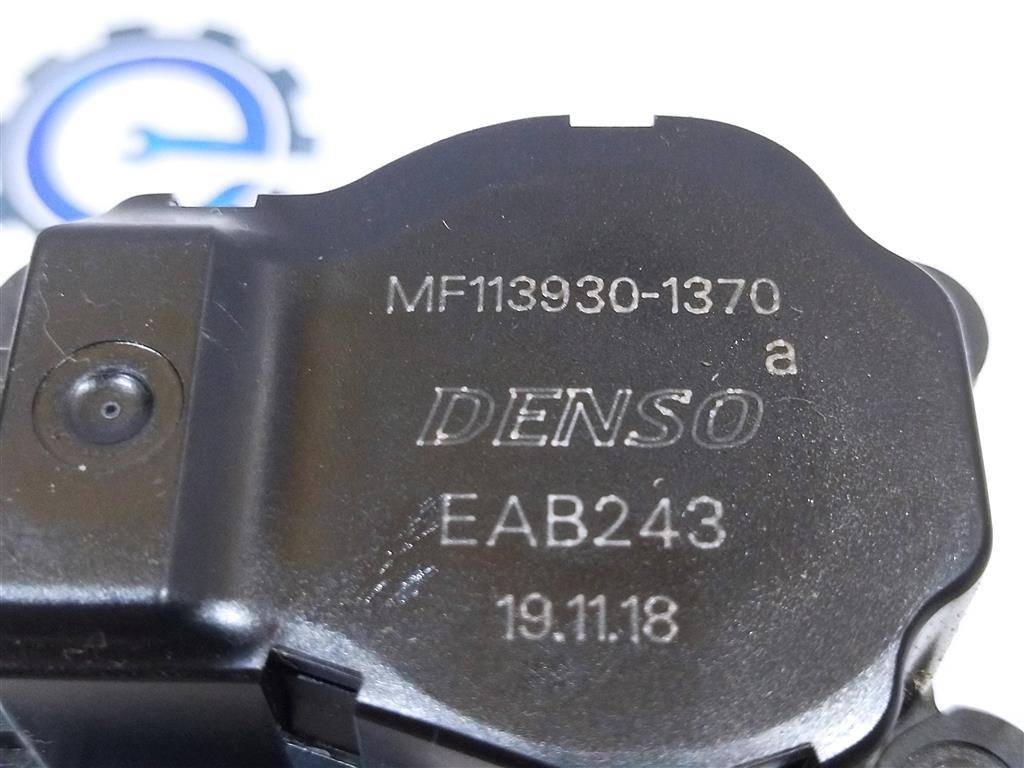 MF113930-1370
a
DENSO
EAB243
19.11.18